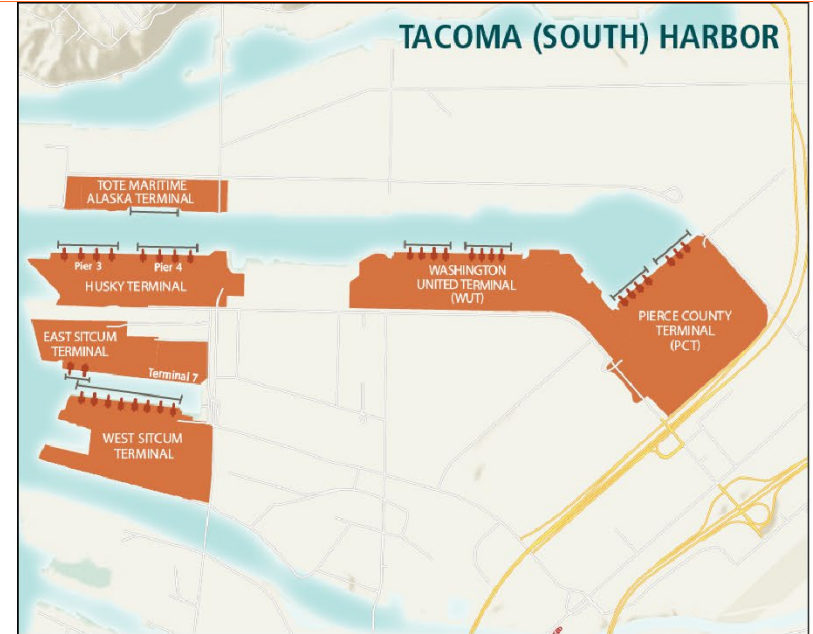 TACOMA (SOUTH) HARBOR
TOTE MARITIME
ALASKA TERMINAL
Pier 3
Pier 4
HUSKY TERMINAL
WASHINGTON
UNITED TERMINAL
(WUT)
PIERCE COUNTY
TERMINAL
(PCT)
EAST SITCUM
TERMINAL
Terminal 7
WEST SITCUM
TERMINAL